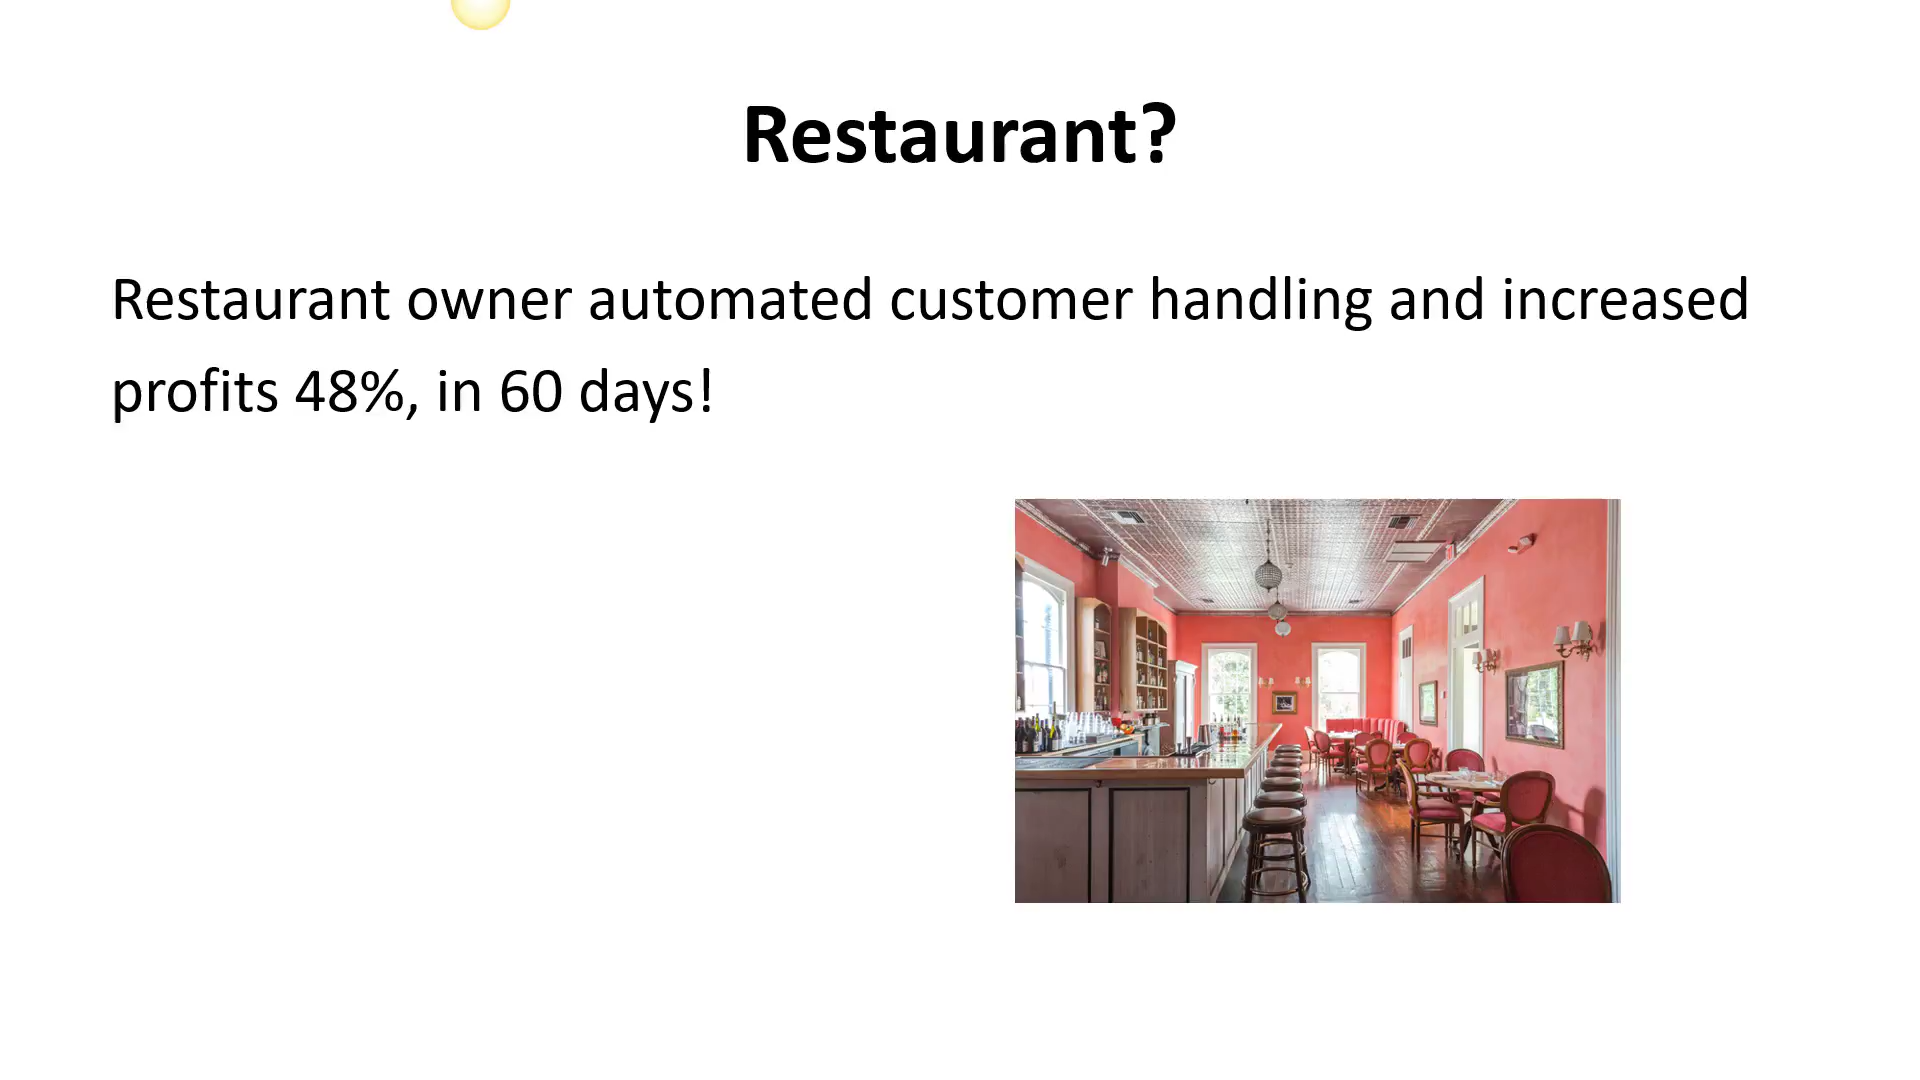 Restaurant?
Restaurant owner automated customer handling and increased
profits 48%, in 60 days!